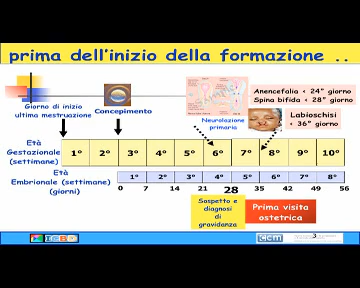 prima dell'inizio della formazione ..
Anencefalia < 24° giorno
Spina bifida < 28° giorno
Giorno di inizio
ultima mestruazione
Concepimento
Neurolazione
primaria
Labioschisi
< 36° giorno
Età
Gestazionale
(settimane)
1° 2° 3° 4° 5° 6° 7° 8° 9° 10°
Età
Embrionale (settimane)
(giorni)
1° 2° 3° 4° 5° 6° 7° 8°
0 7 14 21 28 35 42 49 56
Sospetto e
diagnosi
di
gravidanza
Prima visita
ostetrica
ICBD
3